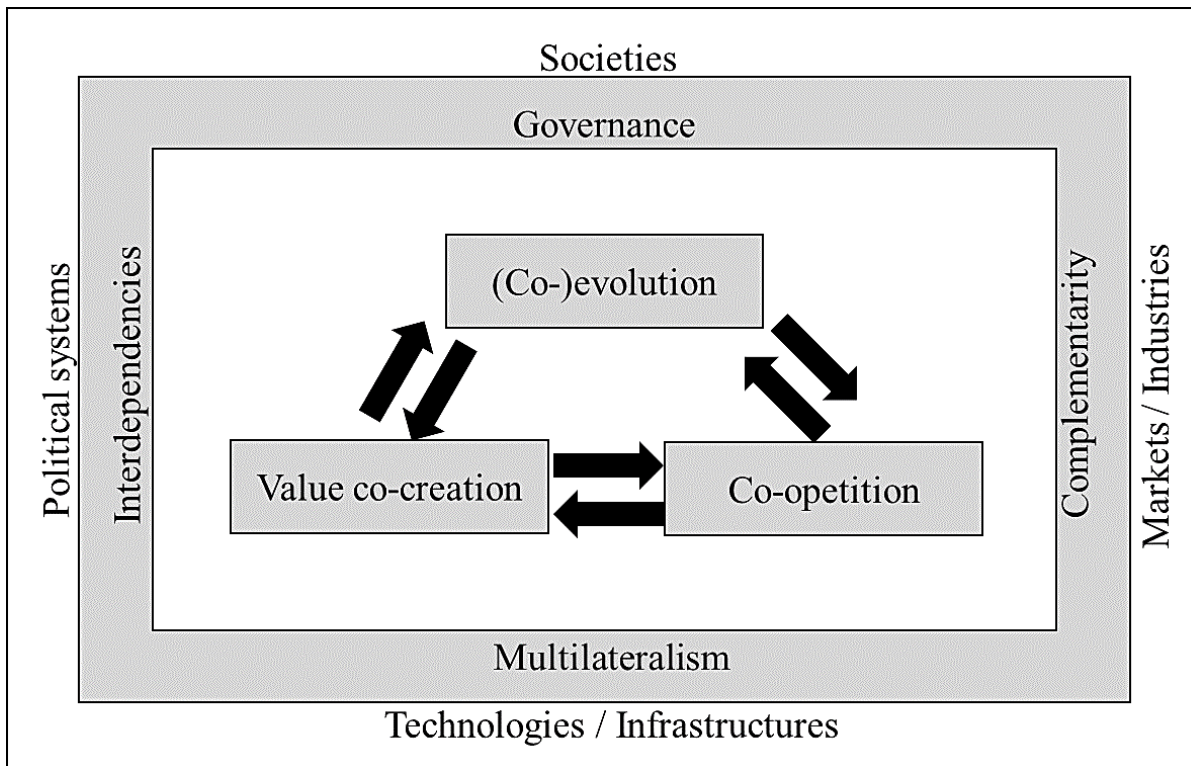 Societies
Governance
Political systems
Interdependencies
(Co-)evolution
Value co-creation
Co-opetition
Complementarity
Markets / Industries
Multilateralism
Technologies / Infrastructures